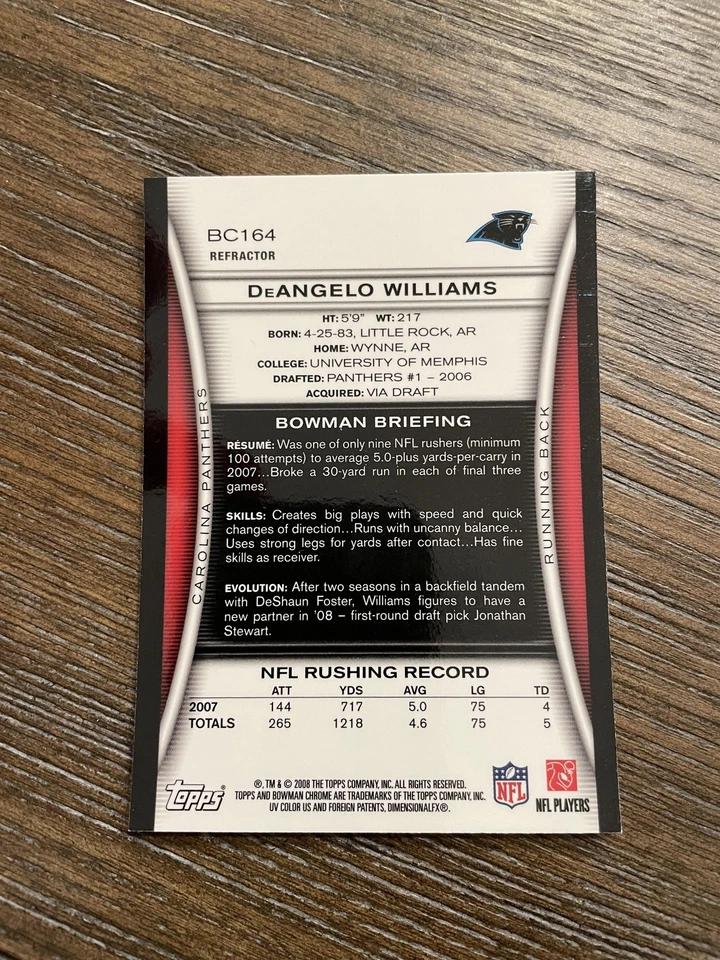 BC164
REFRACTOR
DeANGELO WILLIAMS
HT: 5'9" WT: 217
BORN: 4-25-83, LITTLE ROCK, AR
HOME: WYNNE, AR
COLLEGE: UNIVERSITY OF MEMPHIS
DRAFTED: PANTHERS #1 – 2006
ACQUIRED: VIA DRAFT
CAROLINA PANTHERS
RUNNING BACK
BOWMAN BRIEFING
RÉSUMÉ: Was one of only nine NFL rushers (minimum
100 attempts) to average 5.0-plus yards-per-carry in
2007...Broke a 30-yard run in each of final three
games.
SKILLS: Creates big plays with speed and quick
changes of direction...Runs with uncanny balance...
Uses strong legs for yards after contact...Has fine
skills as receiver.
EVOLUTION: After two seasons in a backfield tandem
with DeShaun Foster, Williams figures to have a
new partner in '08 – first-round draft pick Jonathan
Stewart.
NFL RUSHING RECORD
ATT YDS AVG LG TD
2007 144 717 5.0 75 4
TOTALS 265 1218 4.6 75 5
topps®
®, TM & © 2008 THE TOPPS COMPANY, INC. ALL RIGHTS RESERVED.
TOPPS AND BOWMAN CHROME ARE TRADEMARKS OF THE TOPPS COMPANY, INC.
UV COLOR US AND FOREIGN PATENTS, DIMENSIONALFX®.
NFL
NFL PLAYERS